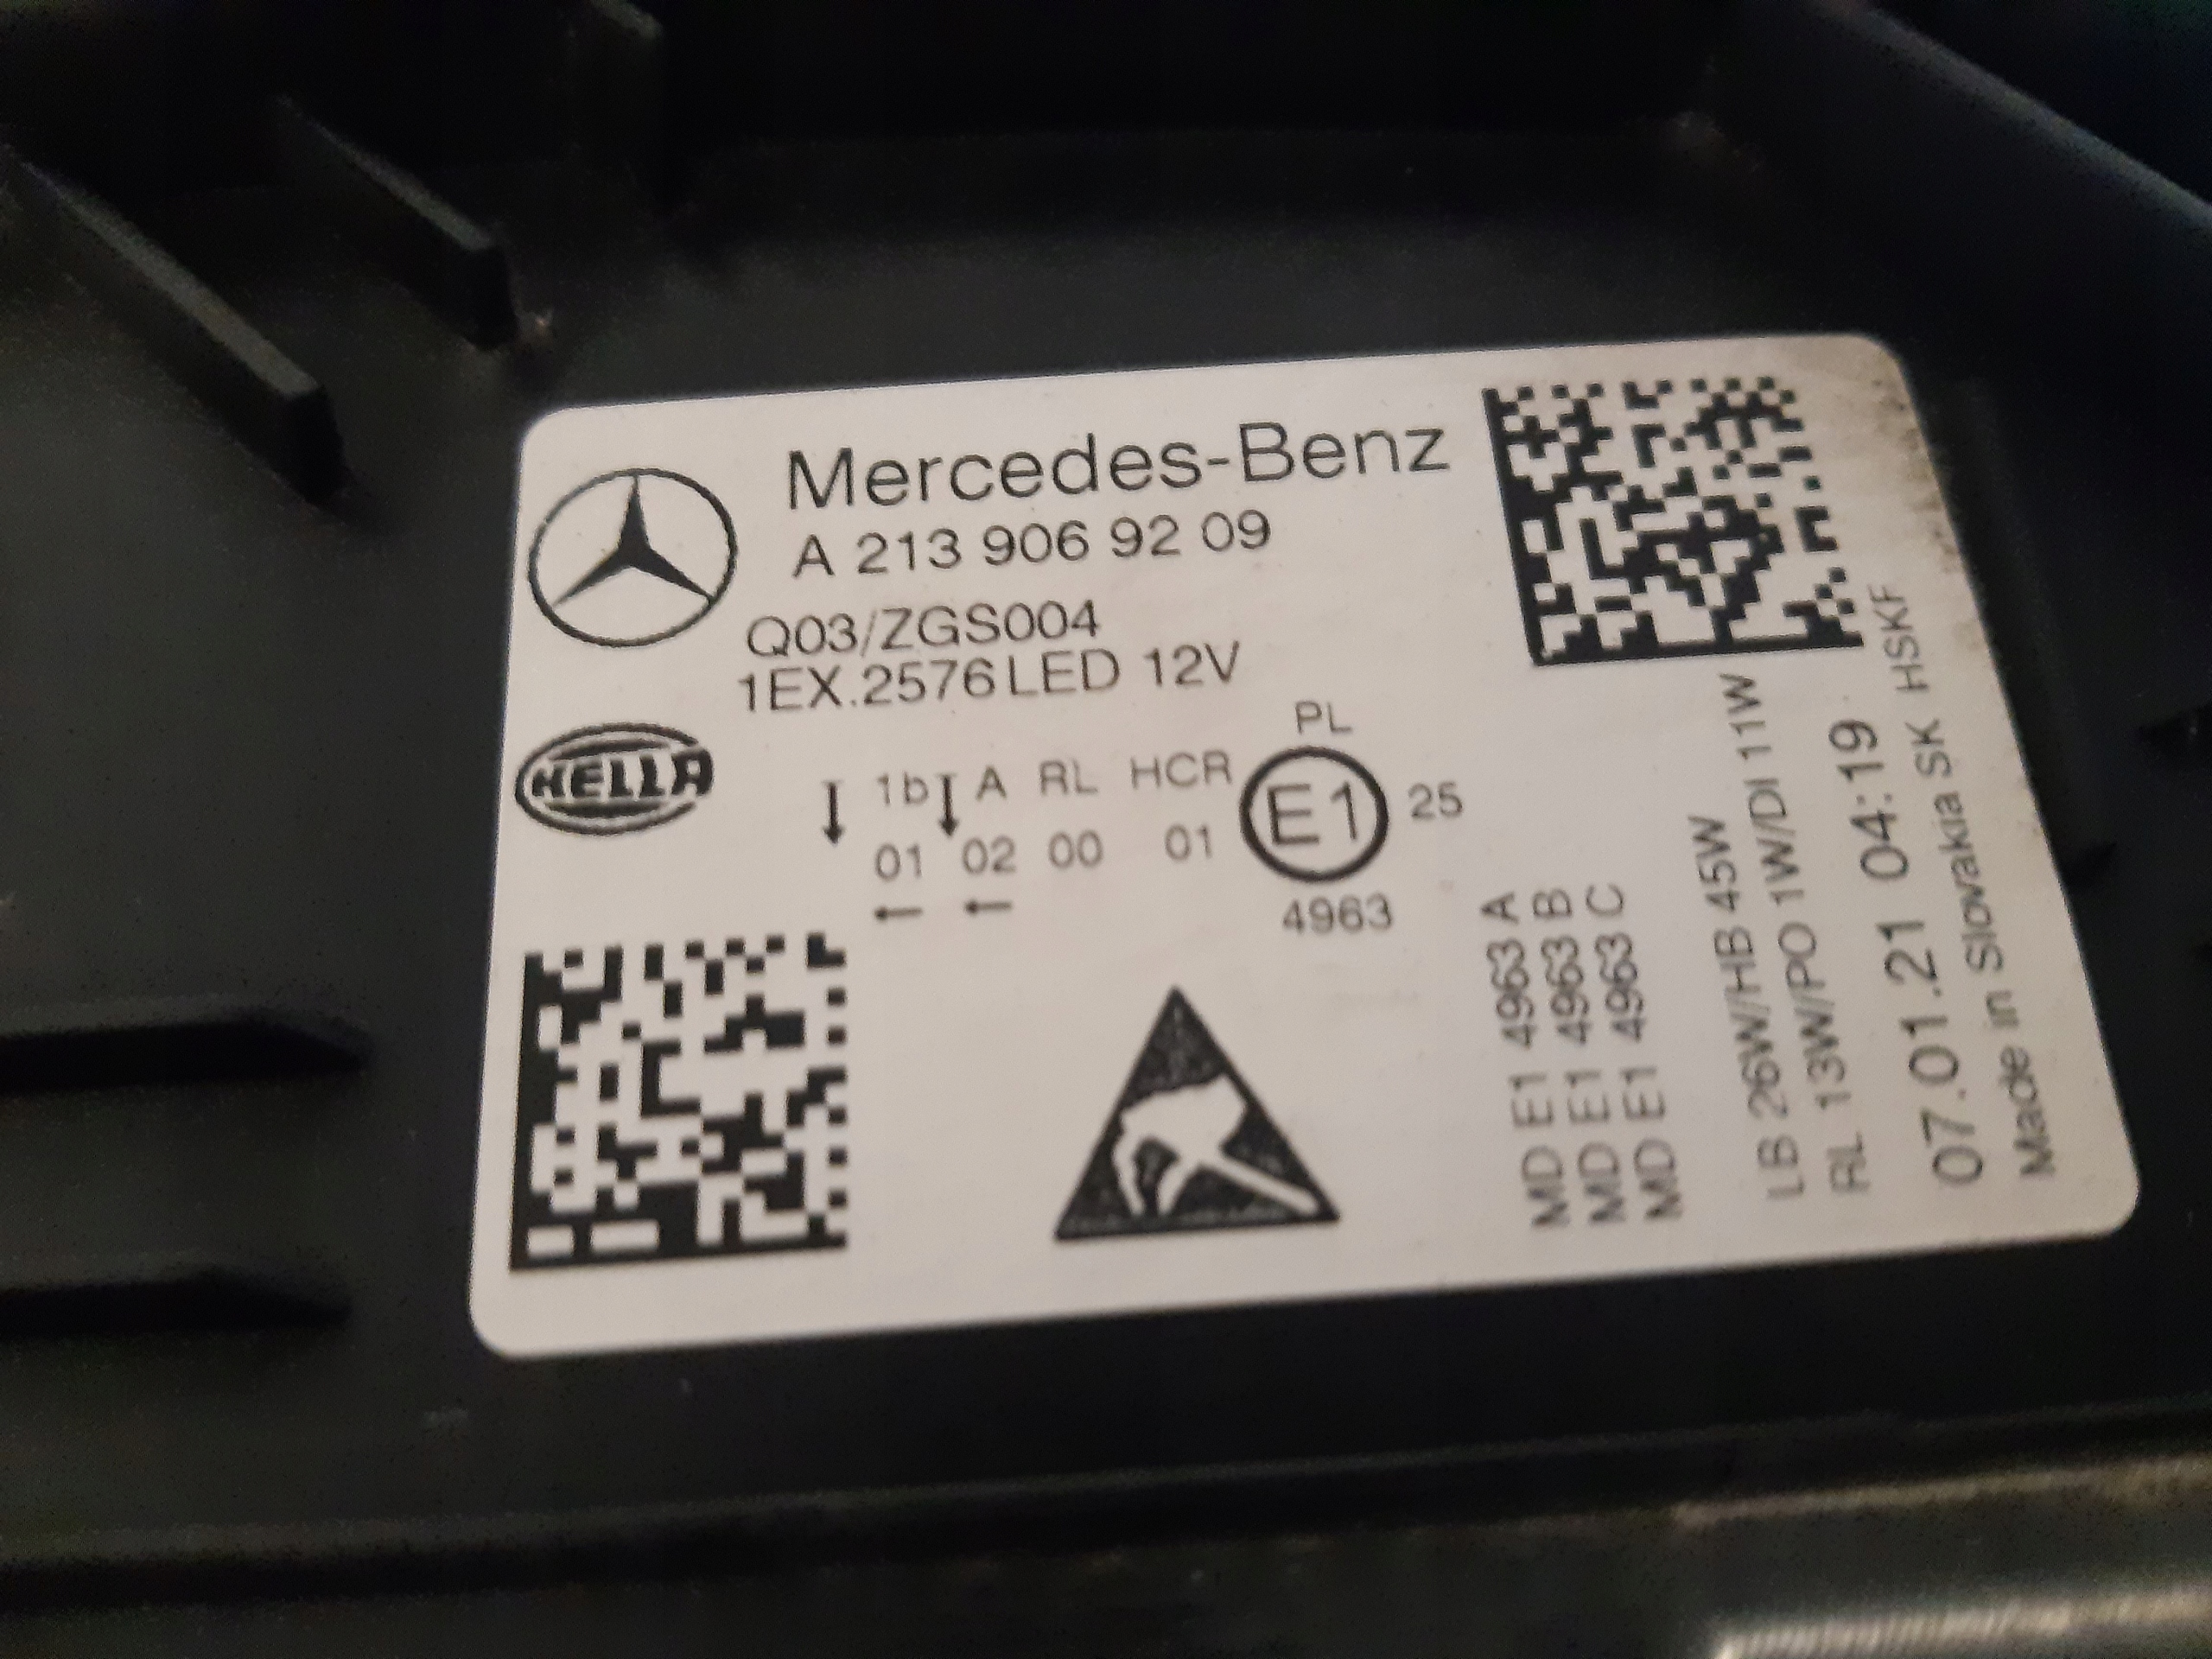 Mercedes-Benz
A 213 906 92 09
Q03/ZGS004
1EX.2576 LED 12V
HELLA
PL
↓ 1b ↓ A RL HCR E1 25
01 02 00 01
← ←
4963
MD E1 4963 A
MD E1 4963 B
MD E1 4963 C
LB 26W/HB 45W
RL 13W/PO 1W/DI 11W
07.01.21 04:19
Made in Slovakia SK HSKF